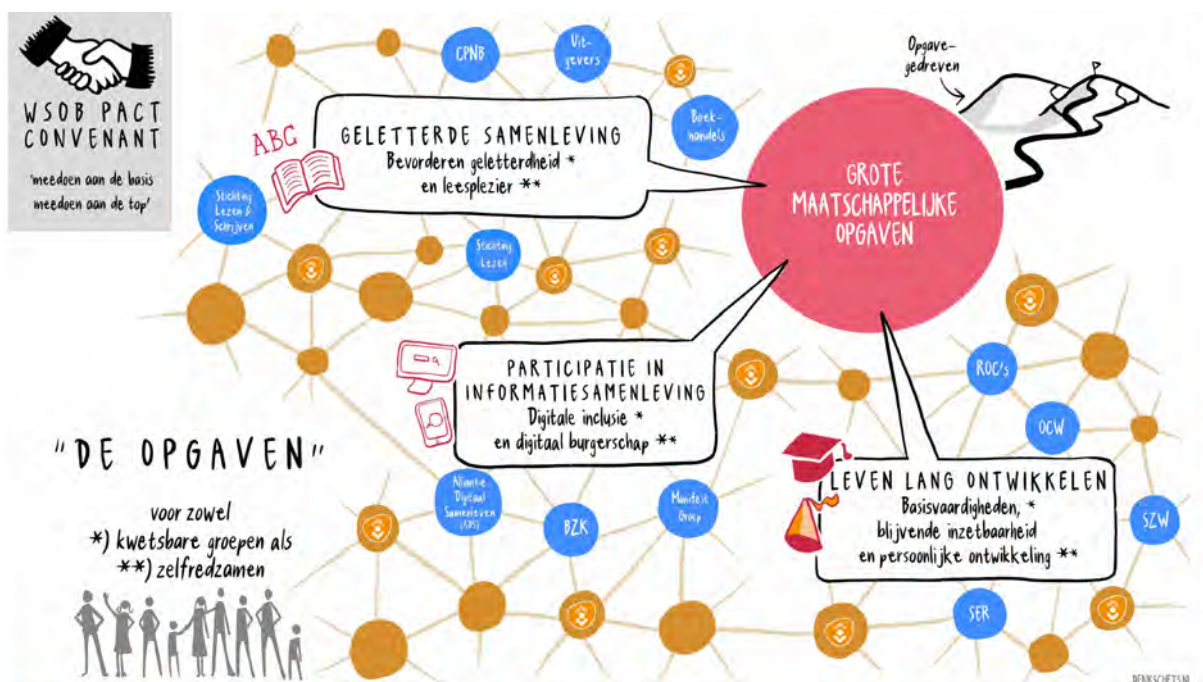 WSOB PACT
CONVENANT
'meedoen aan de basis
meedoen aan de top'
CPNB
Uit-
gevers
Boek-
handels
Opgave-
gedreven
ABC
GELETTERDE SAMENLEVING
Bevorderen geletterdheid *
en leesplezier **
GROTE
MAATSCHAPPELIJKE
OPGAVEN
Stichting
Lezen &
Schrijven
Stichting
Lezen
PARTICIPATIE IN
INFORMATIESAMENLEVING
Digitale inclusie *
en digitaal burgerschap **
ROC's
OCW
"DE OPGAVEN"
voor zowel
*) kwetsbare groepen als
**) zelfredzamen
Alliantie
Digitaal
Samenleven
(ADS)
BZK
Manifest
Groep
LEVEN LANG ONTWIKKELEN
Basisvaardigheden, *
blijvende inzetbaarheid
en persoonlijke ontwikkeling **
SZW
SER
DENKSCHETS.NL